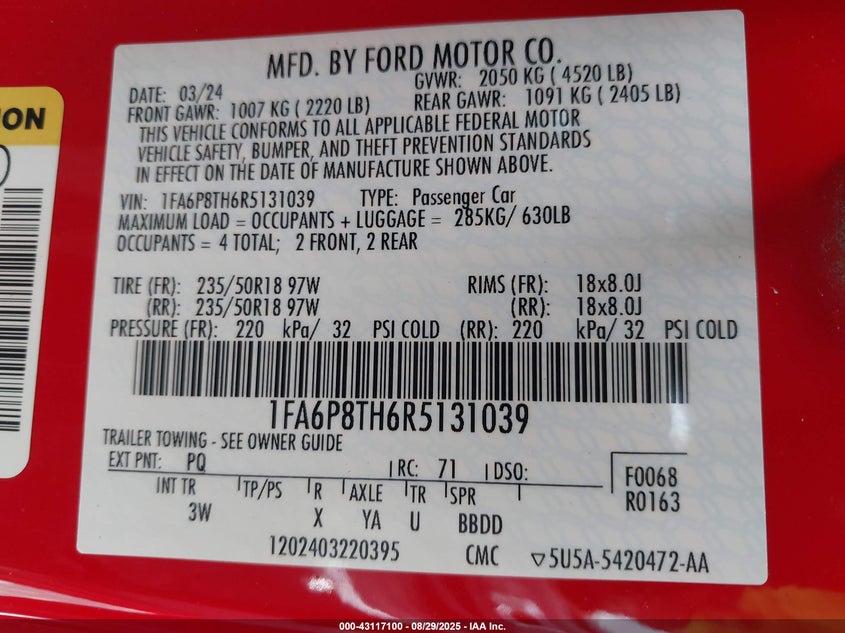 MFD. BY FORD MOTOR CO.
DATE: 03/24 GVWR: 2050 KG ( 4520 LB)
FRONT GAWR: 1007 KG ( 2220 LB) REAR GAWR: 1091 KG ( 2405 LB)
THIS VEHICLE CONFORMS TO ALL APPLICABLE FEDERAL MOTOR
VEHICLE SAFETY, BUMPER, AND THEFT PREVENTION STANDARDS
IN EFFECT ON THE DATE OF MANUFACTURE SHOWN ABOVE.
VIN: 1FA6P8TH6R5131039 TYPE: Passenger Car
MAXIMUM LOAD = OCCUPANTS + LUGGAGE = 285KG/ 630LB
OCCUPANTS = 4 TOTAL; 2 FRONT, 2 REAR
TIRE (FR): 235/50R18 97W RIMS (FR): 18x8.0J
(RR): 235/50R18 97W (RR): 18x8.0J
PRESSURE (FR): 220 kPa/ 32 PSI COLD (RR): 220 kPa/ 32 PSI COLD
1FA6P8TH6R5131039
TRAILER TOWING - SEE OWNER GUIDE
EXT PNT: PQ RC: 71 DSO: F0068
INT TR TP/PS R AXLE TR SPR R0163
3W X YA U BBDD
1202403220395 CMC ▽5U5A-5420472-AA
ION
000-43117100 - 08/29/2025 - IAA Inc.